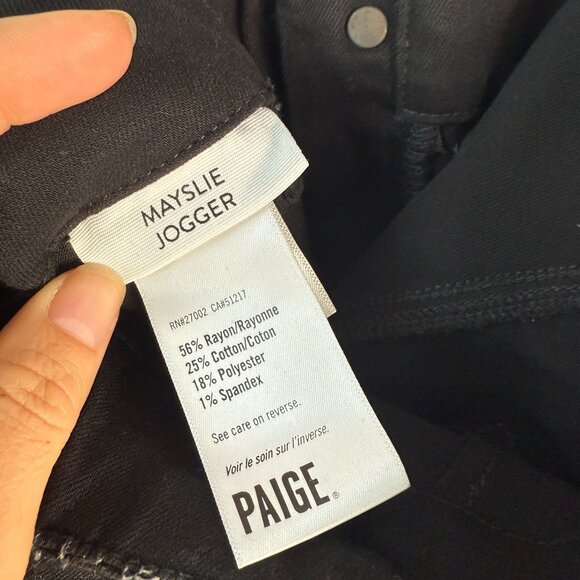 MAYSLIE
JOGGER
RN#27002 CA#51217
56% Rayon/Rayonne
25% Cotton/Coton
18% Polyester
1% Spandex
See care on reverse.
Voir le soin sur l'inverse.
PAIGE®